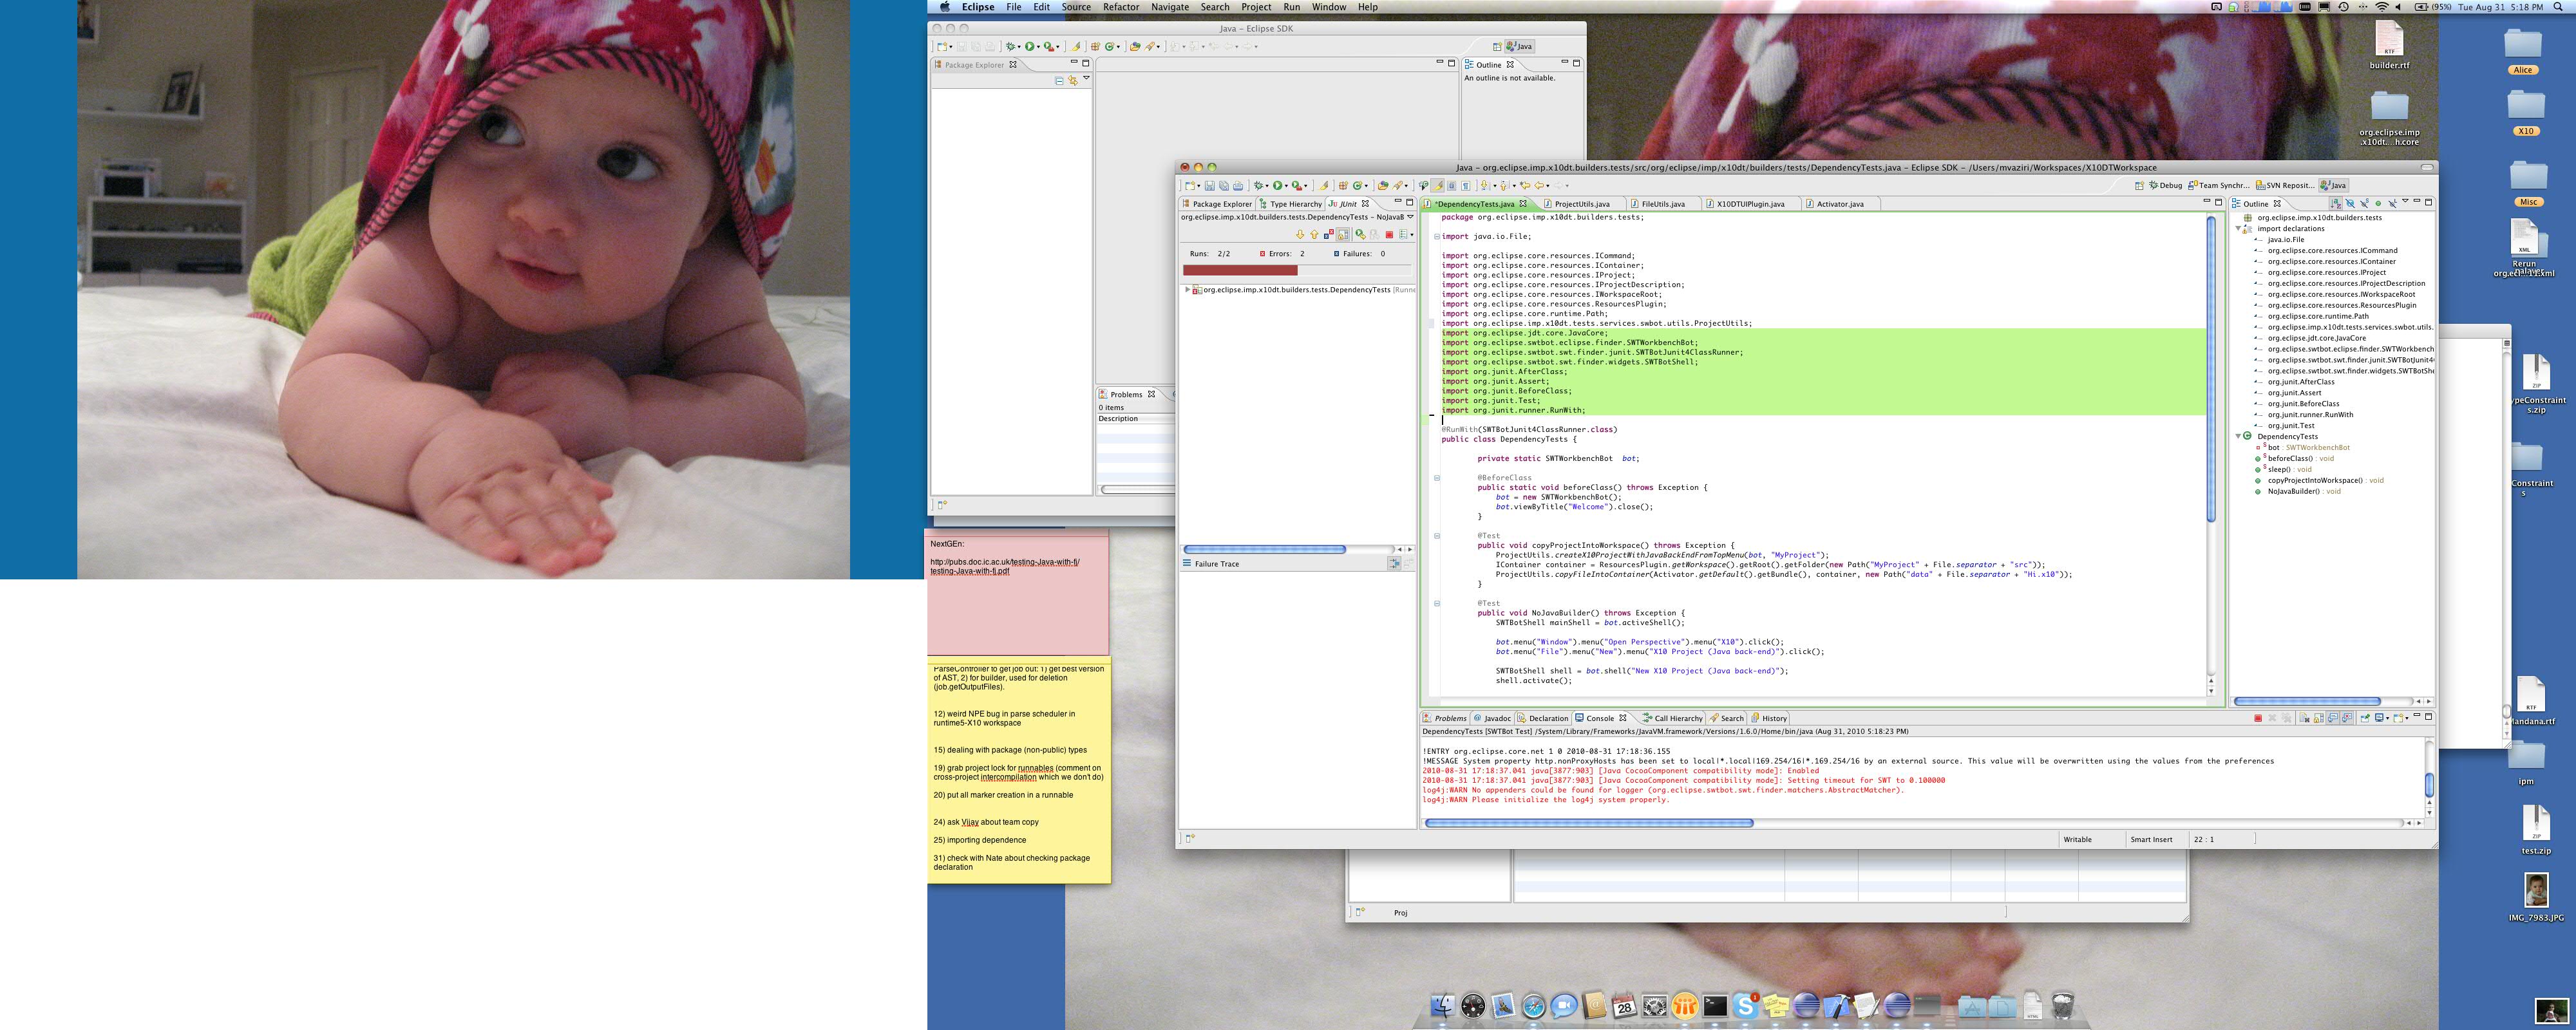 Eclipse File Edit Source Refactor Navigate Search Project Run Window Help
(95%) Tue Aug 31 5:18 PM
Java - Eclipse SDK
Java
Package Explorer
Outline
An outline is not available.
Problems
0 items
Description
builder.rtf
org.eclipse.imp
.x10dt....h.core
Alice
X10
Misc
Java - org.eclipse.imp.x10dt.builders.tests/src/org/eclipse/imp/x10dt/builders/tests/DependencyTests.java - Eclipse SDK - /Users/mvaziri/Workspaces/X10DTWorkspace
Debug Team Synchr... SVN Reposit... Java
Package Explorer Type Hierarchy JUnit
org.eclipse.imp.x10dt.builders.tests.DependencyTests - NoJavaB
Runs: 2/2 Errors: 2 Failures: 0
org.eclipse.imp.x10dt.builders.tests.DependencyTests [Runne
Failure Trace
*DependencyTests.java ProjectUtils.java FileUtils.java X10DTUIPlugin.java Activator.java
package org.eclipse.imp.x10dt.builders.tests;
import java.io.File;
import org.eclipse.core.resources.ICommand;
import org.eclipse.core.resources.IContainer;
import org.eclipse.core.resources.IProject;
import org.eclipse.core.resources.IProjectDescription;
import org.eclipse.core.resources.IWorkspaceRoot;
import org.eclipse.core.resources.ResourcesPlugin;
import org.eclipse.core.runtime.Path;
import org.eclipse.imp.x10dt.tests.services.swbot.utils.ProjectUtils;
import org.eclipse.jdt.core.JavaCore;
import org.eclipse.swtbot.eclipse.finder.SWTWorkbenchBot;
import org.eclipse.swtbot.swt.finder.junit.SWTBotJunit4ClassRunner;
import org.eclipse.swtbot.swt.finder.widgets.SWTBotShell;
import org.junit.AfterClass;
import org.junit.Assert;
import org.junit.BeforeClass;
import org.junit.Test;
import org.junit.runner.RunWith;
@RunWith(SWTBotJunit4ClassRunner.class)
public class DependencyTests {
private static SWTWorkbenchBot bot;
@BeforeClass
public static void beforeClass() throws Exception {
bot = new SWTWorkbenchBot();
bot.viewByTitle("Welcome").close();
}
@Test
public void copyProjectIntoWorkspace() throws Exception {
ProjectUtils.createX10ProjectWithJavaBackEndFromTopMenu(bot, "MyProject");
IContainer container = ResourcesPlugin.getWorkspace().getRoot().getFolder(new Path("MyProject" + File.separator + "src"));
ProjectUtils.copyFileIntoContainer(Activator.getDefault().getBundle(), container, new Path("data" + File.separator + "Hi.x10"));
}
@Test
public void NoJavaBuilder() throws Exception {
SWTBotShell mainShell = bot.activeShell();
bot.menu("Window").menu("Open Perspective").menu("X10").click();
bot.menu("File").menu("New").menu("X10 Project (Java back-end)").click();
SWTBotShell shell = bot.shell("New X10 Project (Java back-end)");
shell.activate();
Outline
org.eclipse.imp.x10dt.builders.tests
import declarations
java.io.File
org.eclipse.core.resources.ICommand
org.eclipse.core.resources.IContainer
org.eclipse.core.resources.IProject
org.eclipse.core.resources.IProjectDescription
org.eclipse.core.resources.IWorkspaceRoot
org.eclipse.core.resources.ResourcesPlugin
org.eclipse.core.runtime.Path
org.eclipse.imp.x10dt.tests.services.swbot.utils.
org.eclipse.jdt.core.JavaCore
org.eclipse.swtbot.eclipse.finder.SWTWorkbench
org.eclipse.swtbot.swt.finder.junit.SWTBotJunit4
org.eclipse.swtbot.swt.finder.widgets.SWTBotShe
org.junit.AfterClass
org.junit.Assert
org.junit.BeforeClass
org.junit.runner.RunWith
org.junit.Test
DependencyTests
bot : SWTWorkbenchBot
beforeClass() : void
sleep() : void
copyProjectIntoWorkspace() : void
NoJavaBuilder() : void
Problems Javadoc Declaration Console Call Hierarchy Search History
DependencyTests [SWTBot Test] /System/Library/Frameworks/JavaVM.framework/Versions/1.6.0/Home/bin/java (Aug 31, 2010 5:18:23 PM)
!ENTRY org.eclipse.core.net 1 0 2010-08-31 17:18:36.155
!MESSAGE System property http.nonProxyHosts has been set to local|*.local|169.254/16|*.169.254/16 by an external source. This value will be overwritten using the values from the preferences
2010-08-31 17:18:37.041 java[3877:903] [Java CocoaComponent compatibility mode]: Enabled
2010-08-31 17:18:37.041 java[3877:903] [Java CocoaComponent compatibility mode]: Setting timeout for SWT to 0.100000
log4j:WARN No appenders could be found for logger (org.eclipse.swtbot.swt.finder.matchers.AbstractMatcher).
log4j:WARN Please initialize the log4j system properly.
Writable Smart Insert 22 : 1
Proj
NextGEn:
http://pubs.doc.ic.ac.uk/testing-Java-with-fj/
testing-Java-with-fj.pdf
ParseController to get job out: 1) get best version
of AST, 2) for builder, used for deletion
(job.getOutputFiles).
12) weird NPE bug in parse scheduler in
runtime5-X10 workspace
15) dealing with package (non-public) types
19) grab project lock for runnables (comment on
cross-project intercompilation which we don't do)
20) put all marker creation in a runnable
24) ask Vijay about team copy
25) importing dependence
31) check with Nate about checking package
declaration
Rerun
ypeConstraint
s.zip
Constraint
s
landana.rtf
ipm
test.zip
IMG_7983.JPG
28